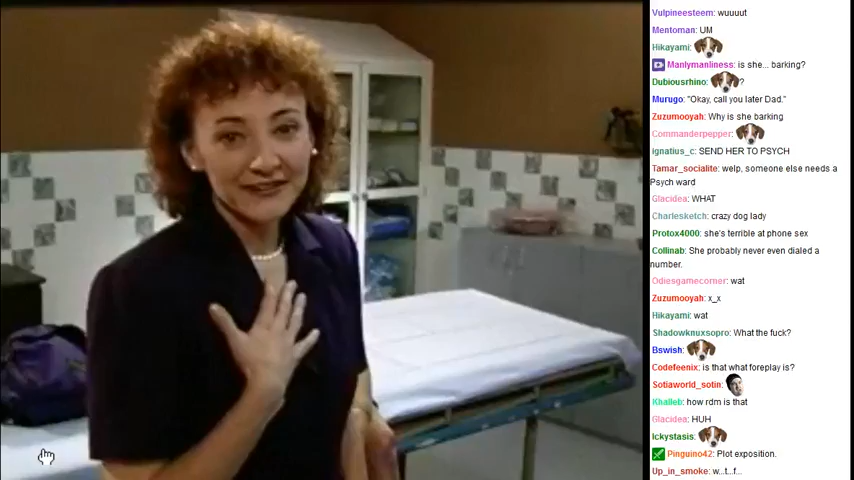 Vulpineesteem: wuuuut
Mentoman: UM
Hikayami:
Manlymanliness: is she... barking?
Dubiousrhino: ?
Murugo: "Okay, call you later Dad."
Zuzumooyah: Why is she barking
Commanderpepper:
ignatius_c: SEND HER TO PSYCH
Tamar_socialite: welp, someone else needs a
Psych ward
Glacidea: WHAT
Charlesketch: crazy dog lady
Protox4000: she's terrible at phone sex
Collinab: She probably never even dialed a
number.
Odiesgamecorner: wat
Zuzumooyah: x_x
Hikayami: wat
Shadowknuxsopro: What the fuck?
Bswish:
Codefeenix: is that what foreplay is?
Sotiaworld_sotin:
Khalleb: how rdm is that
Glacidea: HUH
Ickystasis:
Pinguino42: Plot exposition.
Up_in_smoke: w...t...f...